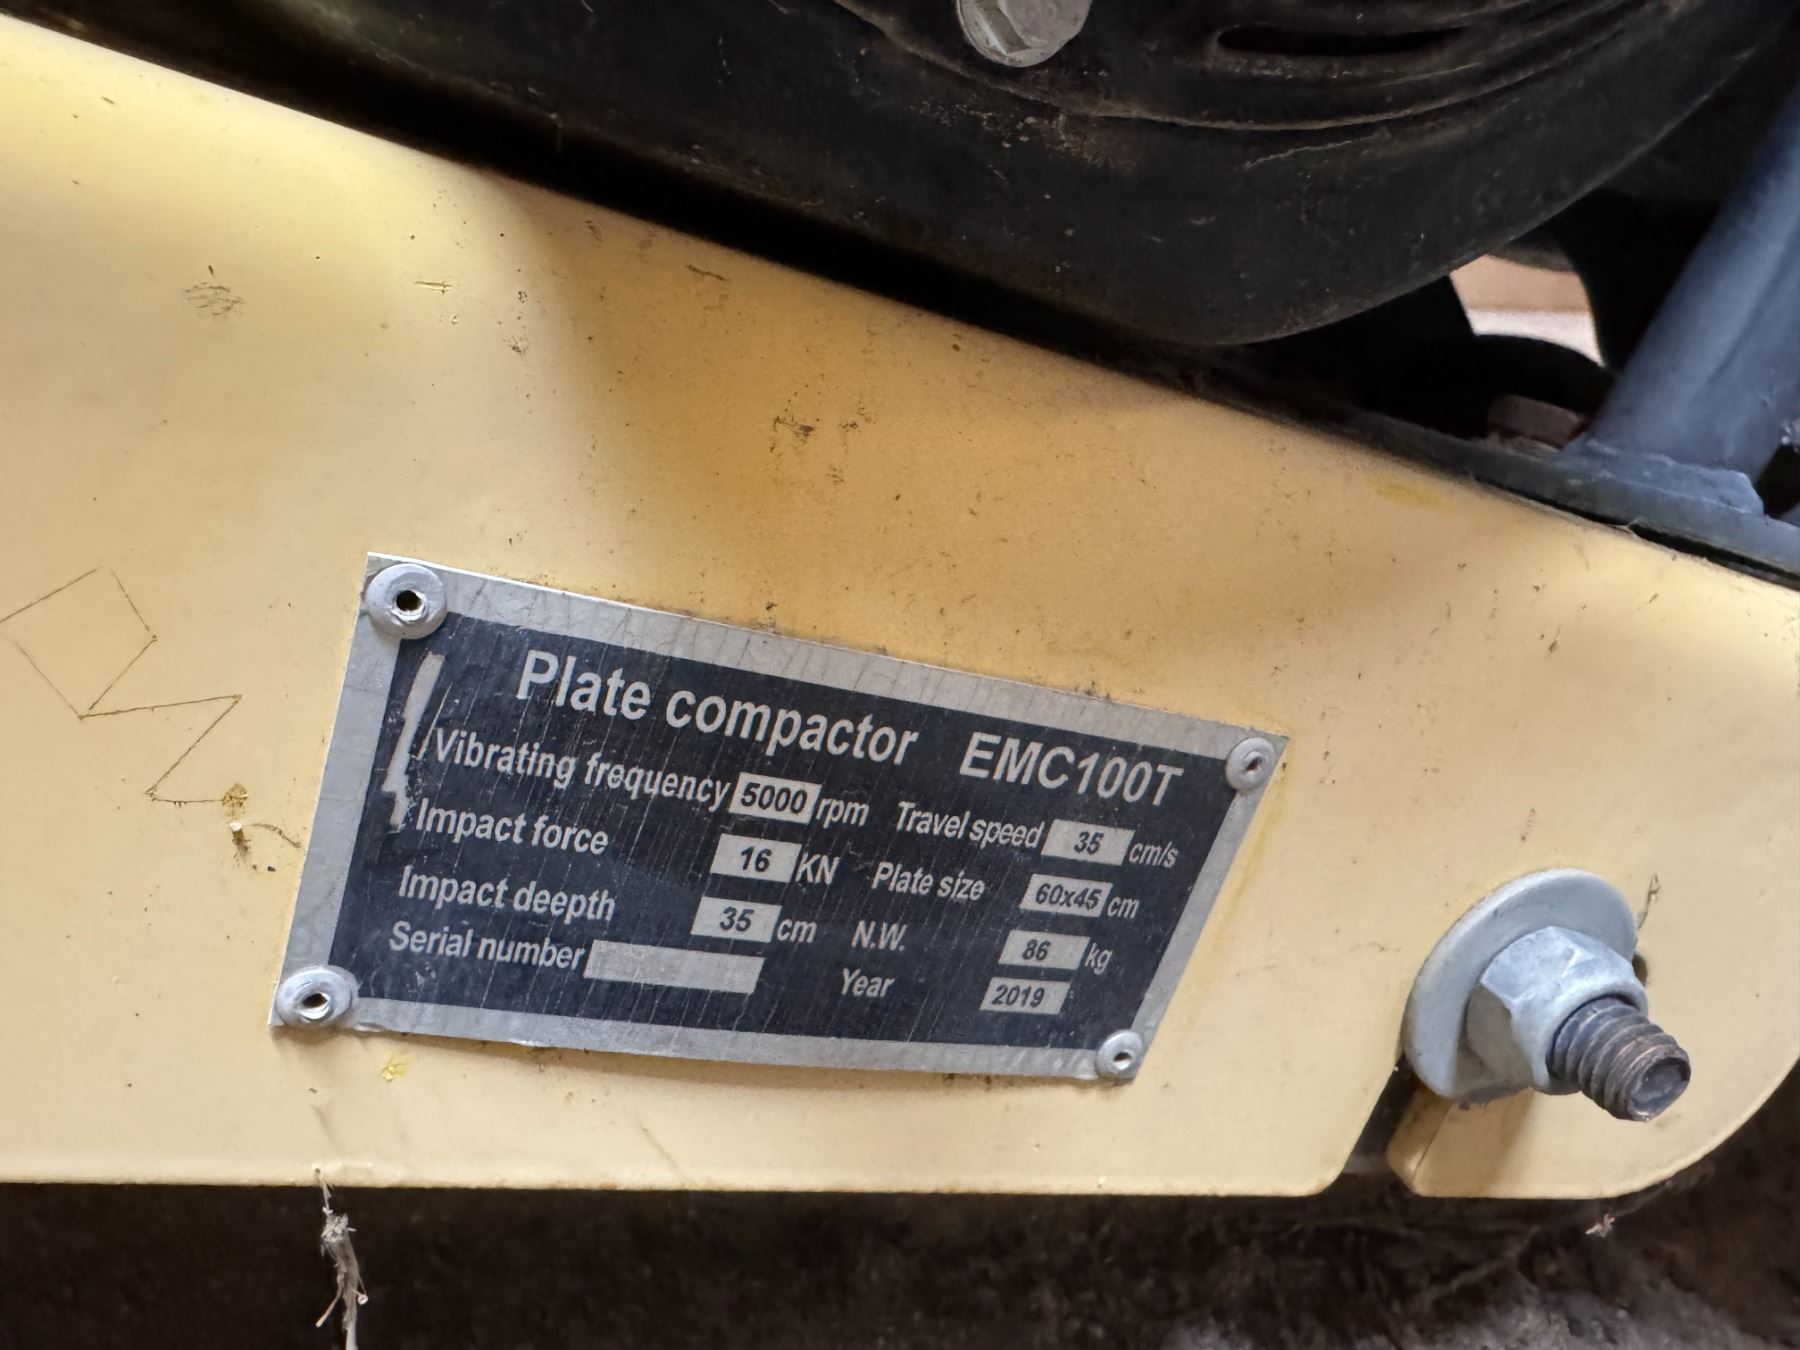 Plate compactor EMC100T
Vibrating frequency 5000 rpm Travel speed 35 cm/s
Impact force 16 KN Plate size 60x45 cm
Impact deepth 35 cm N.W. 86 kg
Serial number Year 2019